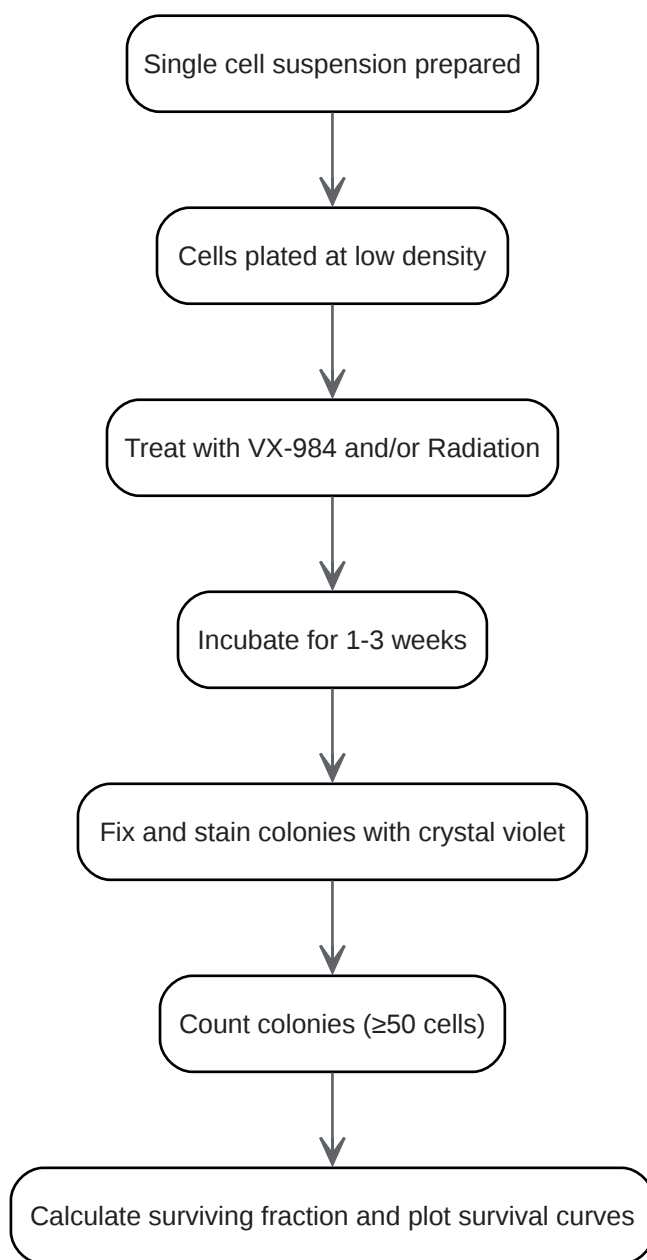 Single cell suspension prepared
Cells plated at low density
Treat with VX-984 and/or Radiation
Incubate for 1-3 weeks
Fix and stain colonies with crystal violet
Count colonies (≥50 cells)
Calculate surviving fraction and plot survival curves